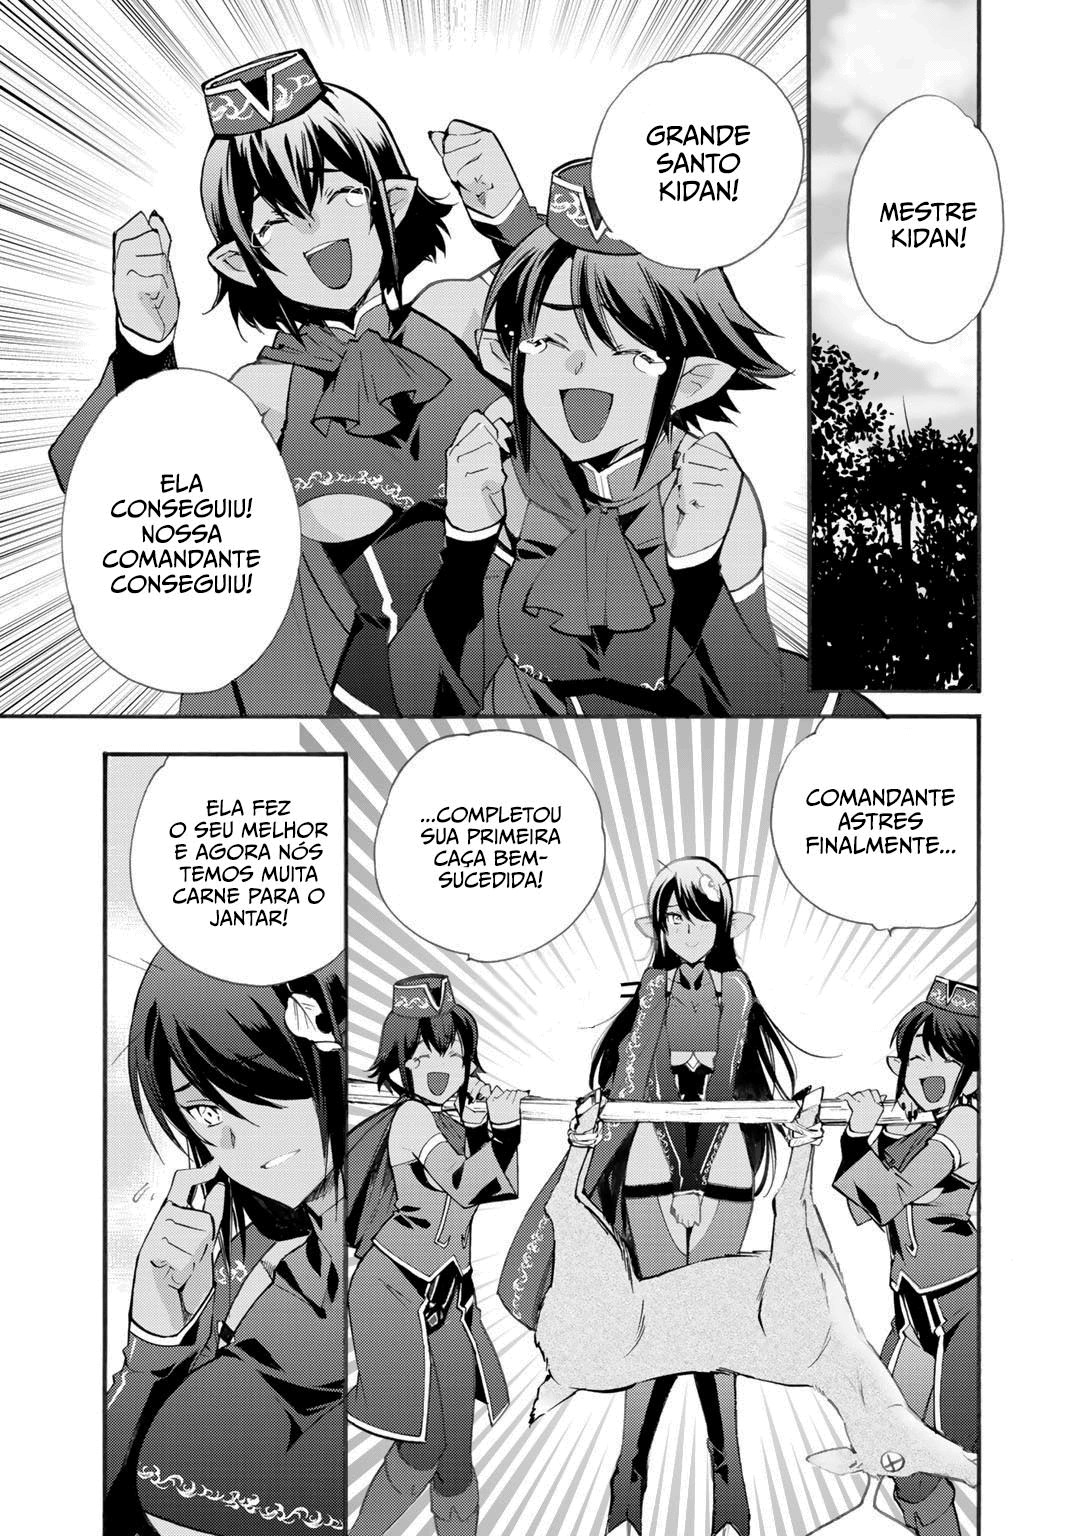 MESTRE
KIDAN!
GRANDE
SANTO
KIDAN!
ELA
CONSEGUIU!
NOSSA
COMANDANTE
CONSEGUIU!
COMANDANTE
ASTRES
FINALMENTE...
...COMPLETOU
SUA PRIMEIRA
CAÇA BEM-
SUCEDIDA!
ELA FEZ
O SEU MELHOR
E AGORA NÓS
TEMOS MUITA
CARNE PARA O
JANTAR!